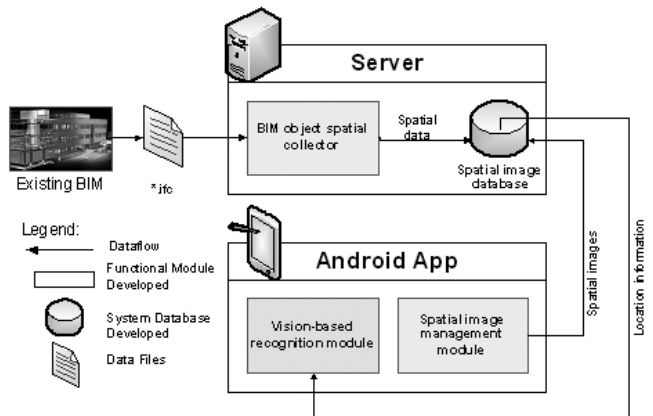 Server
BIM object spatial
collector
Spatial
data
Spatial image
database
Existing BIM
*.ifc
Legend:
Dataflow
Functional Module
Developed
System Database
Developed
Data Files
Android App
Vision-based
recognition module
Spatial image
management
module
Spatial images
Location information